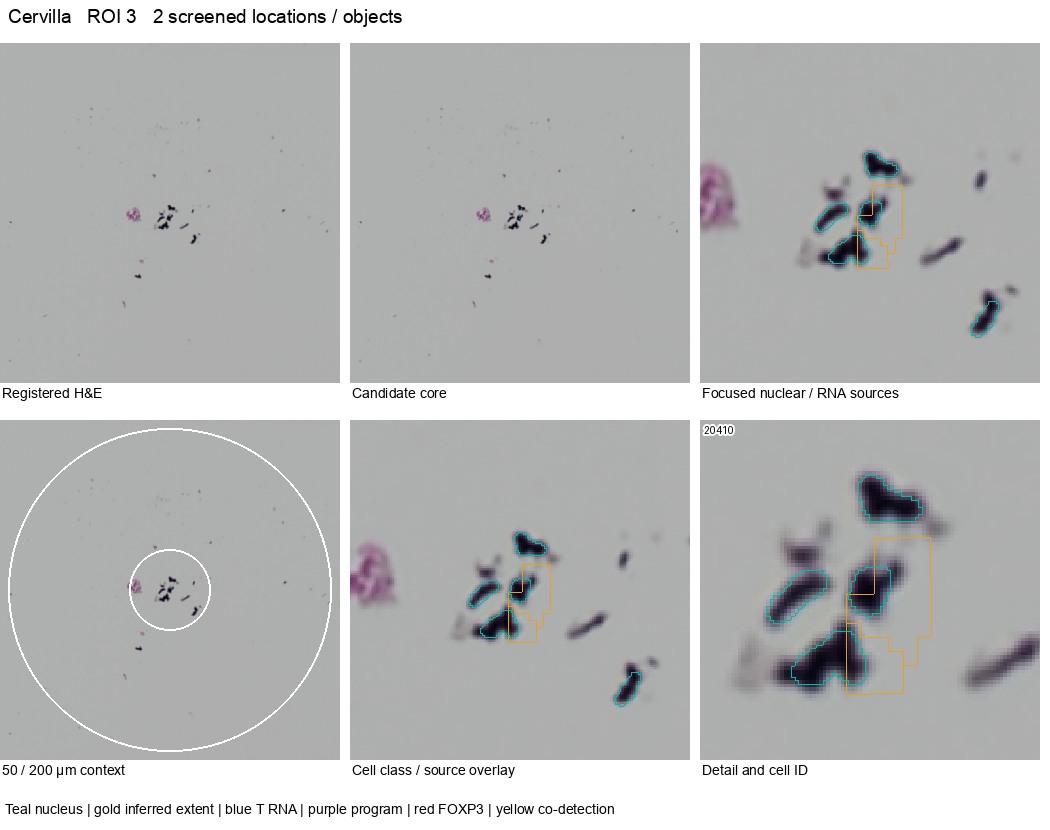 Cervilla   ROI 3   2 screened locations / objects
Registered H&E
Candidate core
Focused nuclear / RNA sources
20410
50 / 200 µm context
Cell class / source overlay
Detail and cell ID
Teal nucleus | gold inferred extent | blue T RNA | purple program | red FOXP3 | yellow co-detection